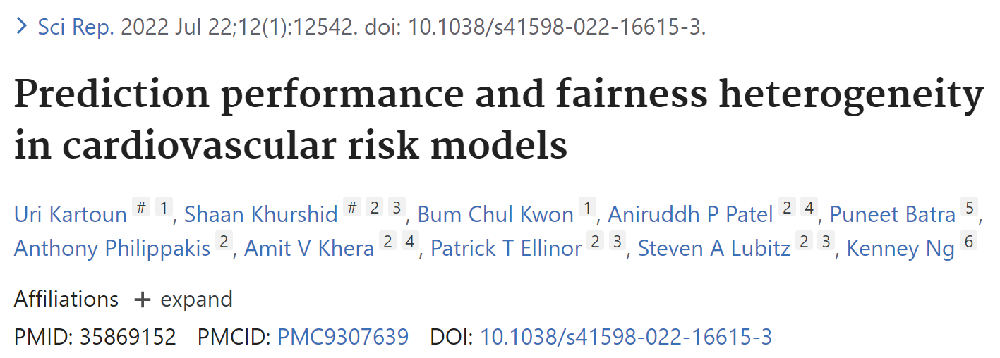 > Sci Rep. 2022 Jul 22;12(1):12542. doi: 10.1038/s41598-022-16615-3.
Prediction performance and fairness heterogeneity
in cardiovascular risk models
Uri Kartoun # 1, Shaan Khurshid # 2 3, Bum Chul Kwon 1, Aniruddh P Patel 2 4, Puneet Batra 5,
Anthony Philippakis 2, Amit V Khera 2 4, Patrick T Ellinor 2 3, Steven A Lubitz 2 3, Kenney Ng 6
Affiliations + expand
PMID: 35869152 PMCID: PMC9307639 DOI: 10.1038/s41598-022-16615-3